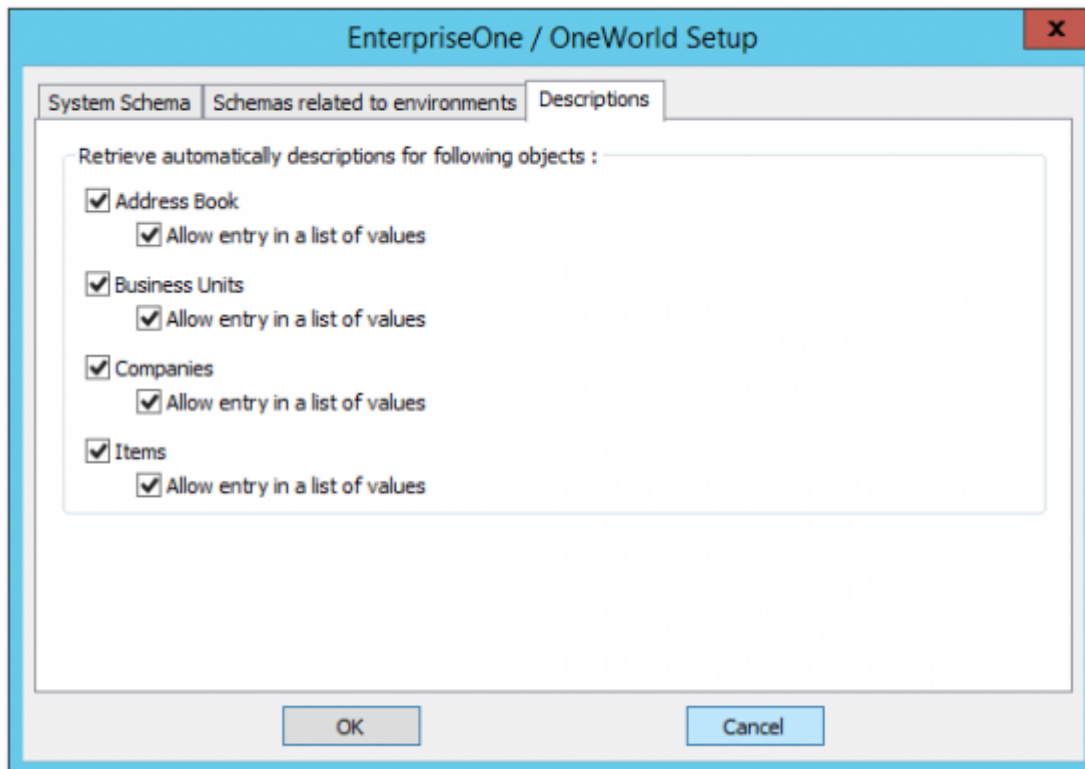 EnterpriseOne / OneWorld Setup
x
System Schema
Schemas related to environments
Descriptions
Retrieve automatically descriptions for following objects :
Address Book
Allow entry in a list of values
Business Units
Allow entry in a list of values
Companies
Allow entry in a list of values
Items
Allow entry in a list of values
OK
Cancel